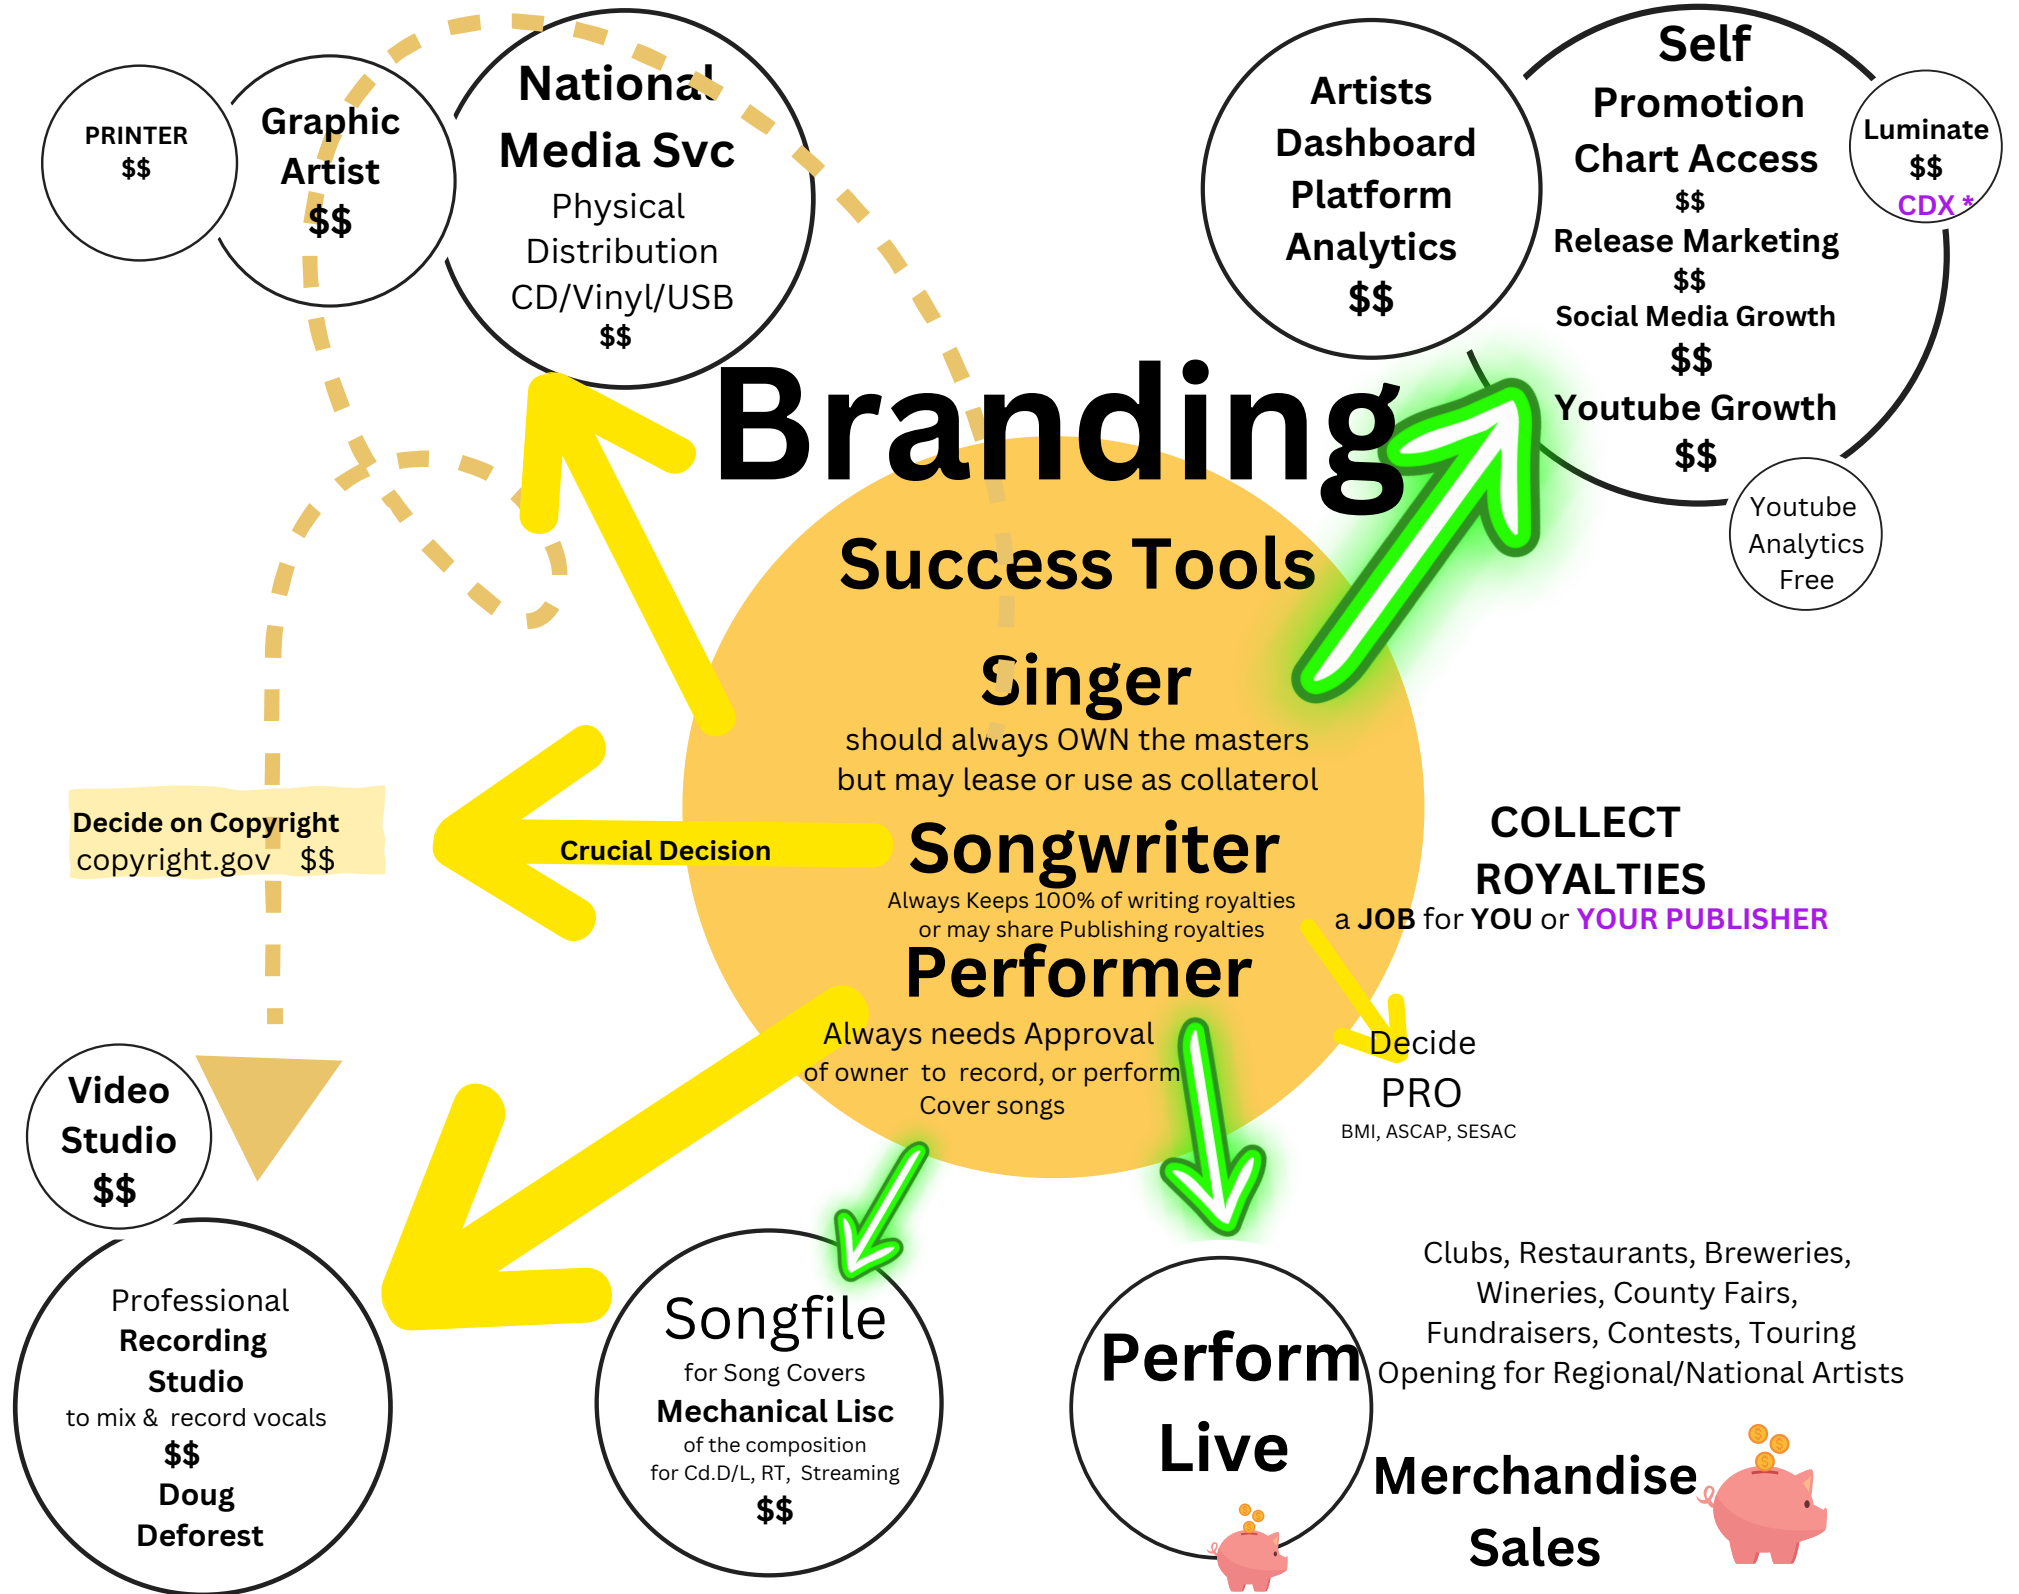 PRINTER
$$
Graphic
Artist
$$
National
Media Svc
Physical
Distribution
CD/Vinyl/USB
$$
Artists
Dashboard
Platform
Analytics
$$
Self
Promotion
Chart Access
$$
Release Marketing
$$
Social Media Growth
$$
Youtube Growth
$$
Luminate
$$
CDX *
Youtube
Analytics
Free
Branding
Success Tools
Singer
should always OWN the masters
but may lease or use as collaterol
Songwriter
Always Keeps 100% of writing royalties
or may share Publishing royalties
Performer
Always needs Approval
of owner to record, or perform
Cover songs
Crucial Decision
Decide on Copyright
copyright.gov $$
COLLECT
ROYALTIES
a JOB for YOU or YOUR PUBLISHER
Decide
PRO
BMI, ASCAP, SESAC
Video
Studio
$$
Professional
Recording
Studio
to mix & record vocals
$$
Doug
Deforest
Songfile
for Song Covers
Mechanical Lisc
of the composition
for Cd.D/L, RT, Streaming
$$
Perform
Live
Clubs, Restaurants, Breweries,
Wineries, County Fairs,
Fundraisers, Contests, Touring
Opening for Regional/National Artists
Merchandise
Sales